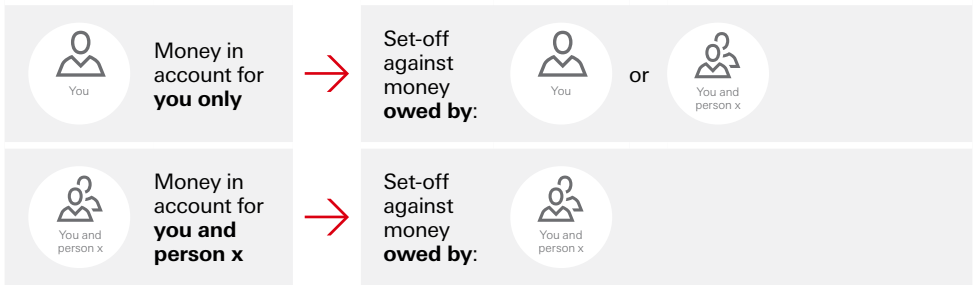 You
Money in
account for
you only
Set-off
against
money
owed by:
You
or
You and
person x
You and
person x
Money in
account for
you and
person x
Set-off
against
money
owed by:
You and
person x